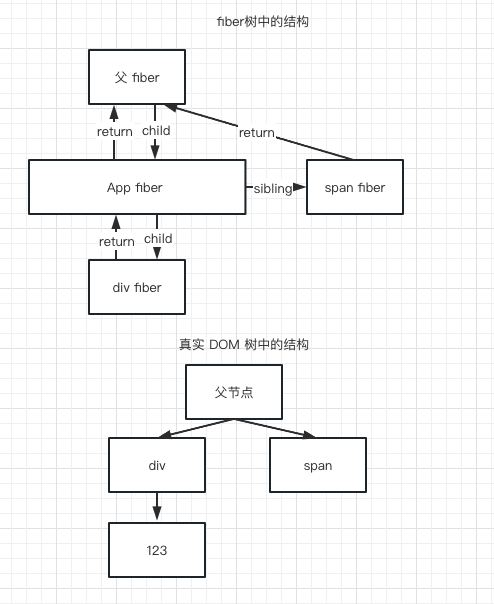 fiber树中的结构
父 fiber
return
child
return
App fiber
sibling
span fiber
return
child
div fiber
真实 DOM 树中的结构
父节点
div
span
123